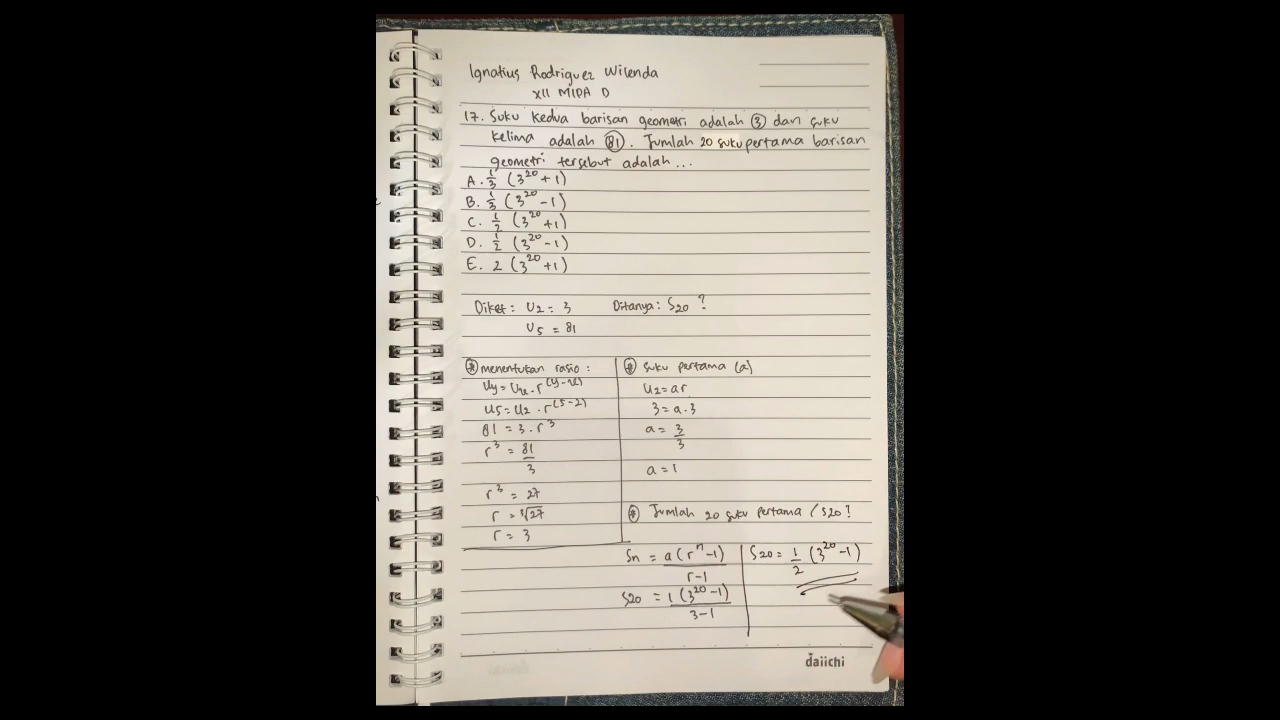 Ignatius Rodriguez Wilenda
XII MIPA D
17. Suku kedua barisan geometri adalah 3 dan suku
kelima adalah 81. Jumlah 20 suku pertama barisan
geometri tersebut adalah...
A. 1/3 (3^20 + 1)
B. 1/3 (3^20 - 1)
C. 1/2 (3^20 + 1)
D. 1/2 (3^20 - 1)
E. 2 (3^20 + 1)
Diket : U2 = 3 Ditanya : S20 ?
U5 = 81
* menentukan rasio :
Uy = Ux . r^(y-x)
U5 = U2 . r^(5-2)
81 = 3 . r^3
r^3 = 81/3
r^3 = 27
r = ³√27
r = 3
* suku pertama (a)
U2 = ar
3 = a . 3
a = 3/3
a = 1
* Jumlah 20 suku pertama (S20 ?
Sn = a (r^n - 1) / r - 1
S20 = 1 (3^20 - 1) / 3 - 1
S20 = 1/2 (3^20 - 1)
daiichi